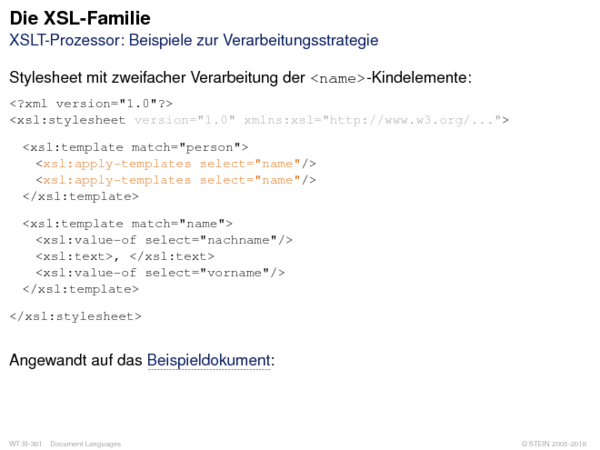 Die XSL-Familie
XSLT-Prozessor: Beispiele zur Verarbeitungsstrategie
Stylesheet mit zweifacher Verarbeitung der <name>-Kindelemente:
<?xml version="1.0"?>
<xsl:stylesheet version="1.0" xmlns:xsl="http://www.w3.org/...">
<xsl:template match="person">
<xsl:apply-templates select="name"/>
<xsl:apply-templates select="name"/>
</xsl:template>
<xsl:template match="name">
<xsl:value-of select="nachname"/>
<xsl:text>, </xsl:text>
<xsl:value-of select="vorname"/>
</xsl:template>
</xsl:stylesheet>
Angewandt auf das Beispieldokument:
WT:III-361 Document Languages © STEIN 2005-2018